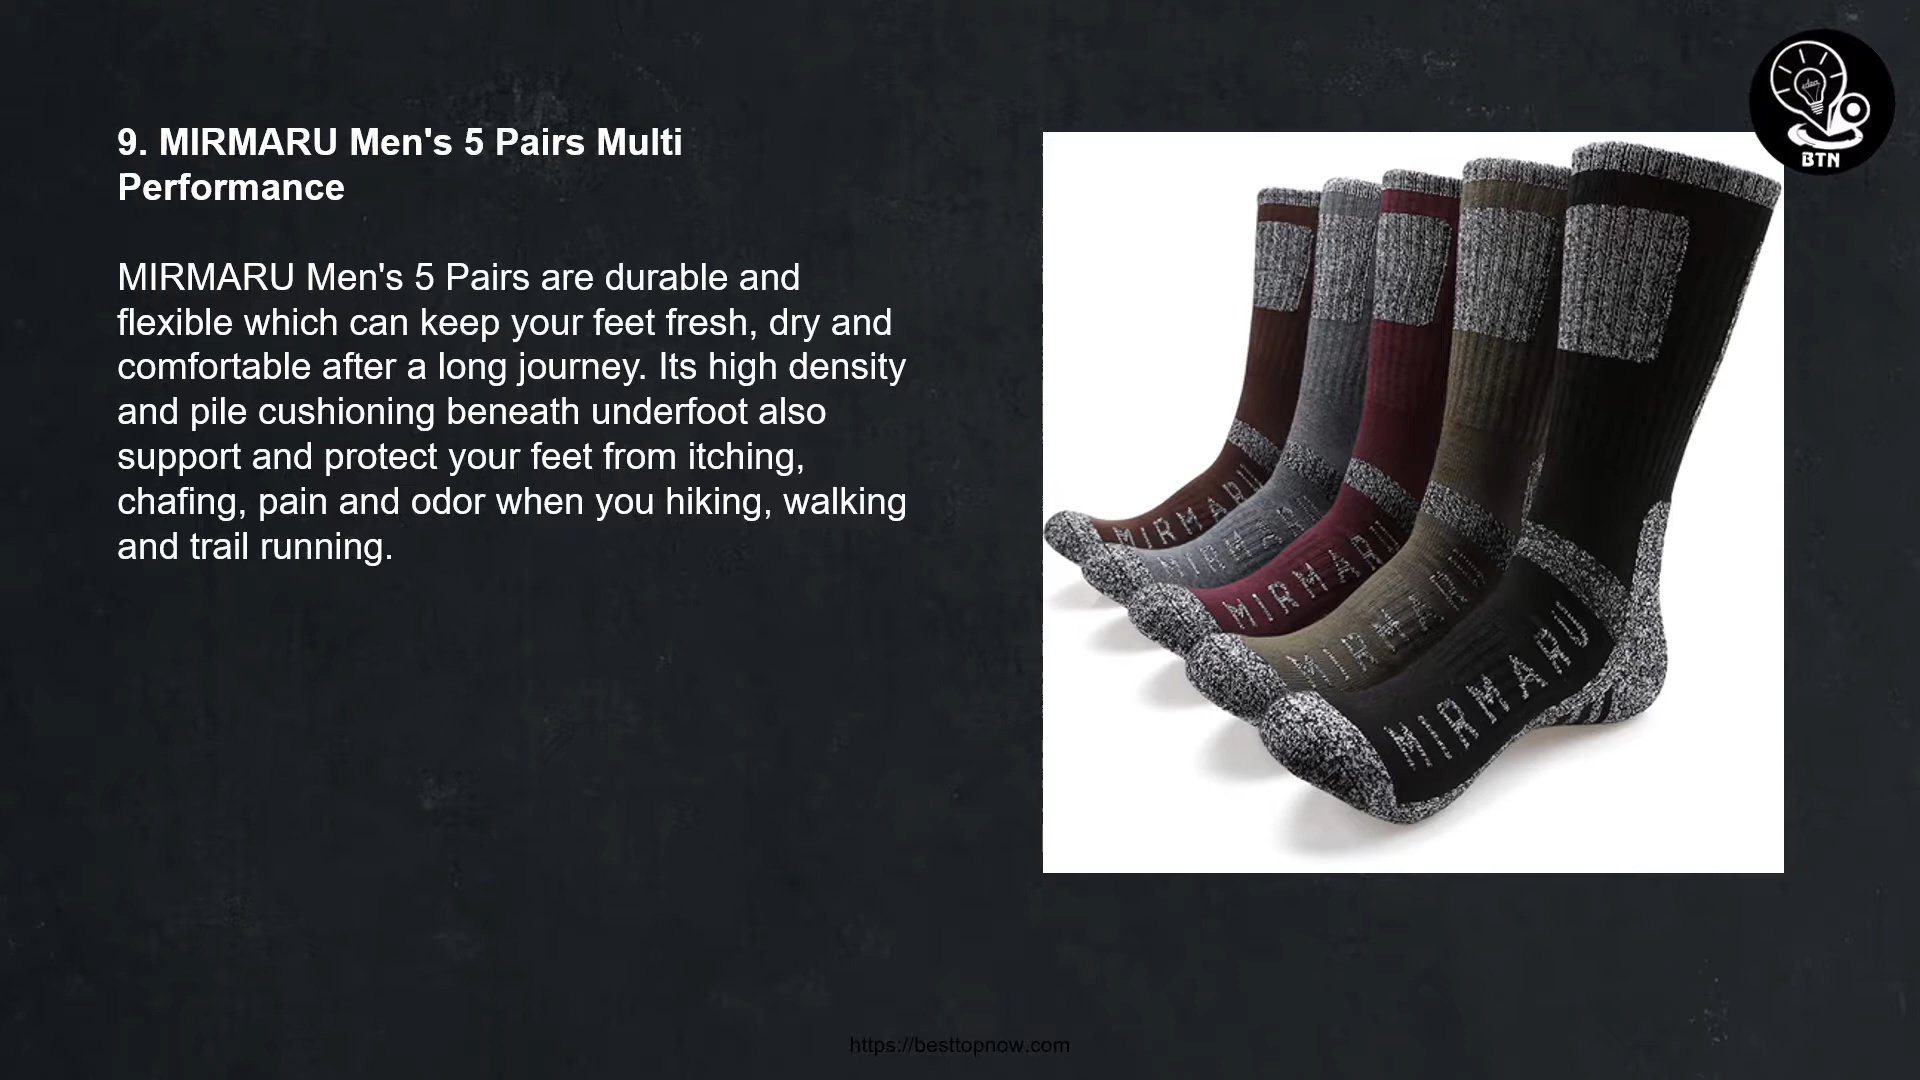 9. MIRMARU Men's 5 Pairs Multi
Performance
MIRMARU Men's 5 Pairs are durable and
flexible which can keep your feet fresh, dry and
comfortable after a long journey. Its high density
and pile cushioning beneath underfoot also
support and protect your feet from itching,
chafing, pain and odor when you hiking, walking
and trail running.
idea
BTN
MIRMARU
MIRMARU
MIRMARU
MIRMARU
MIRMARU
https://besttopnow.com